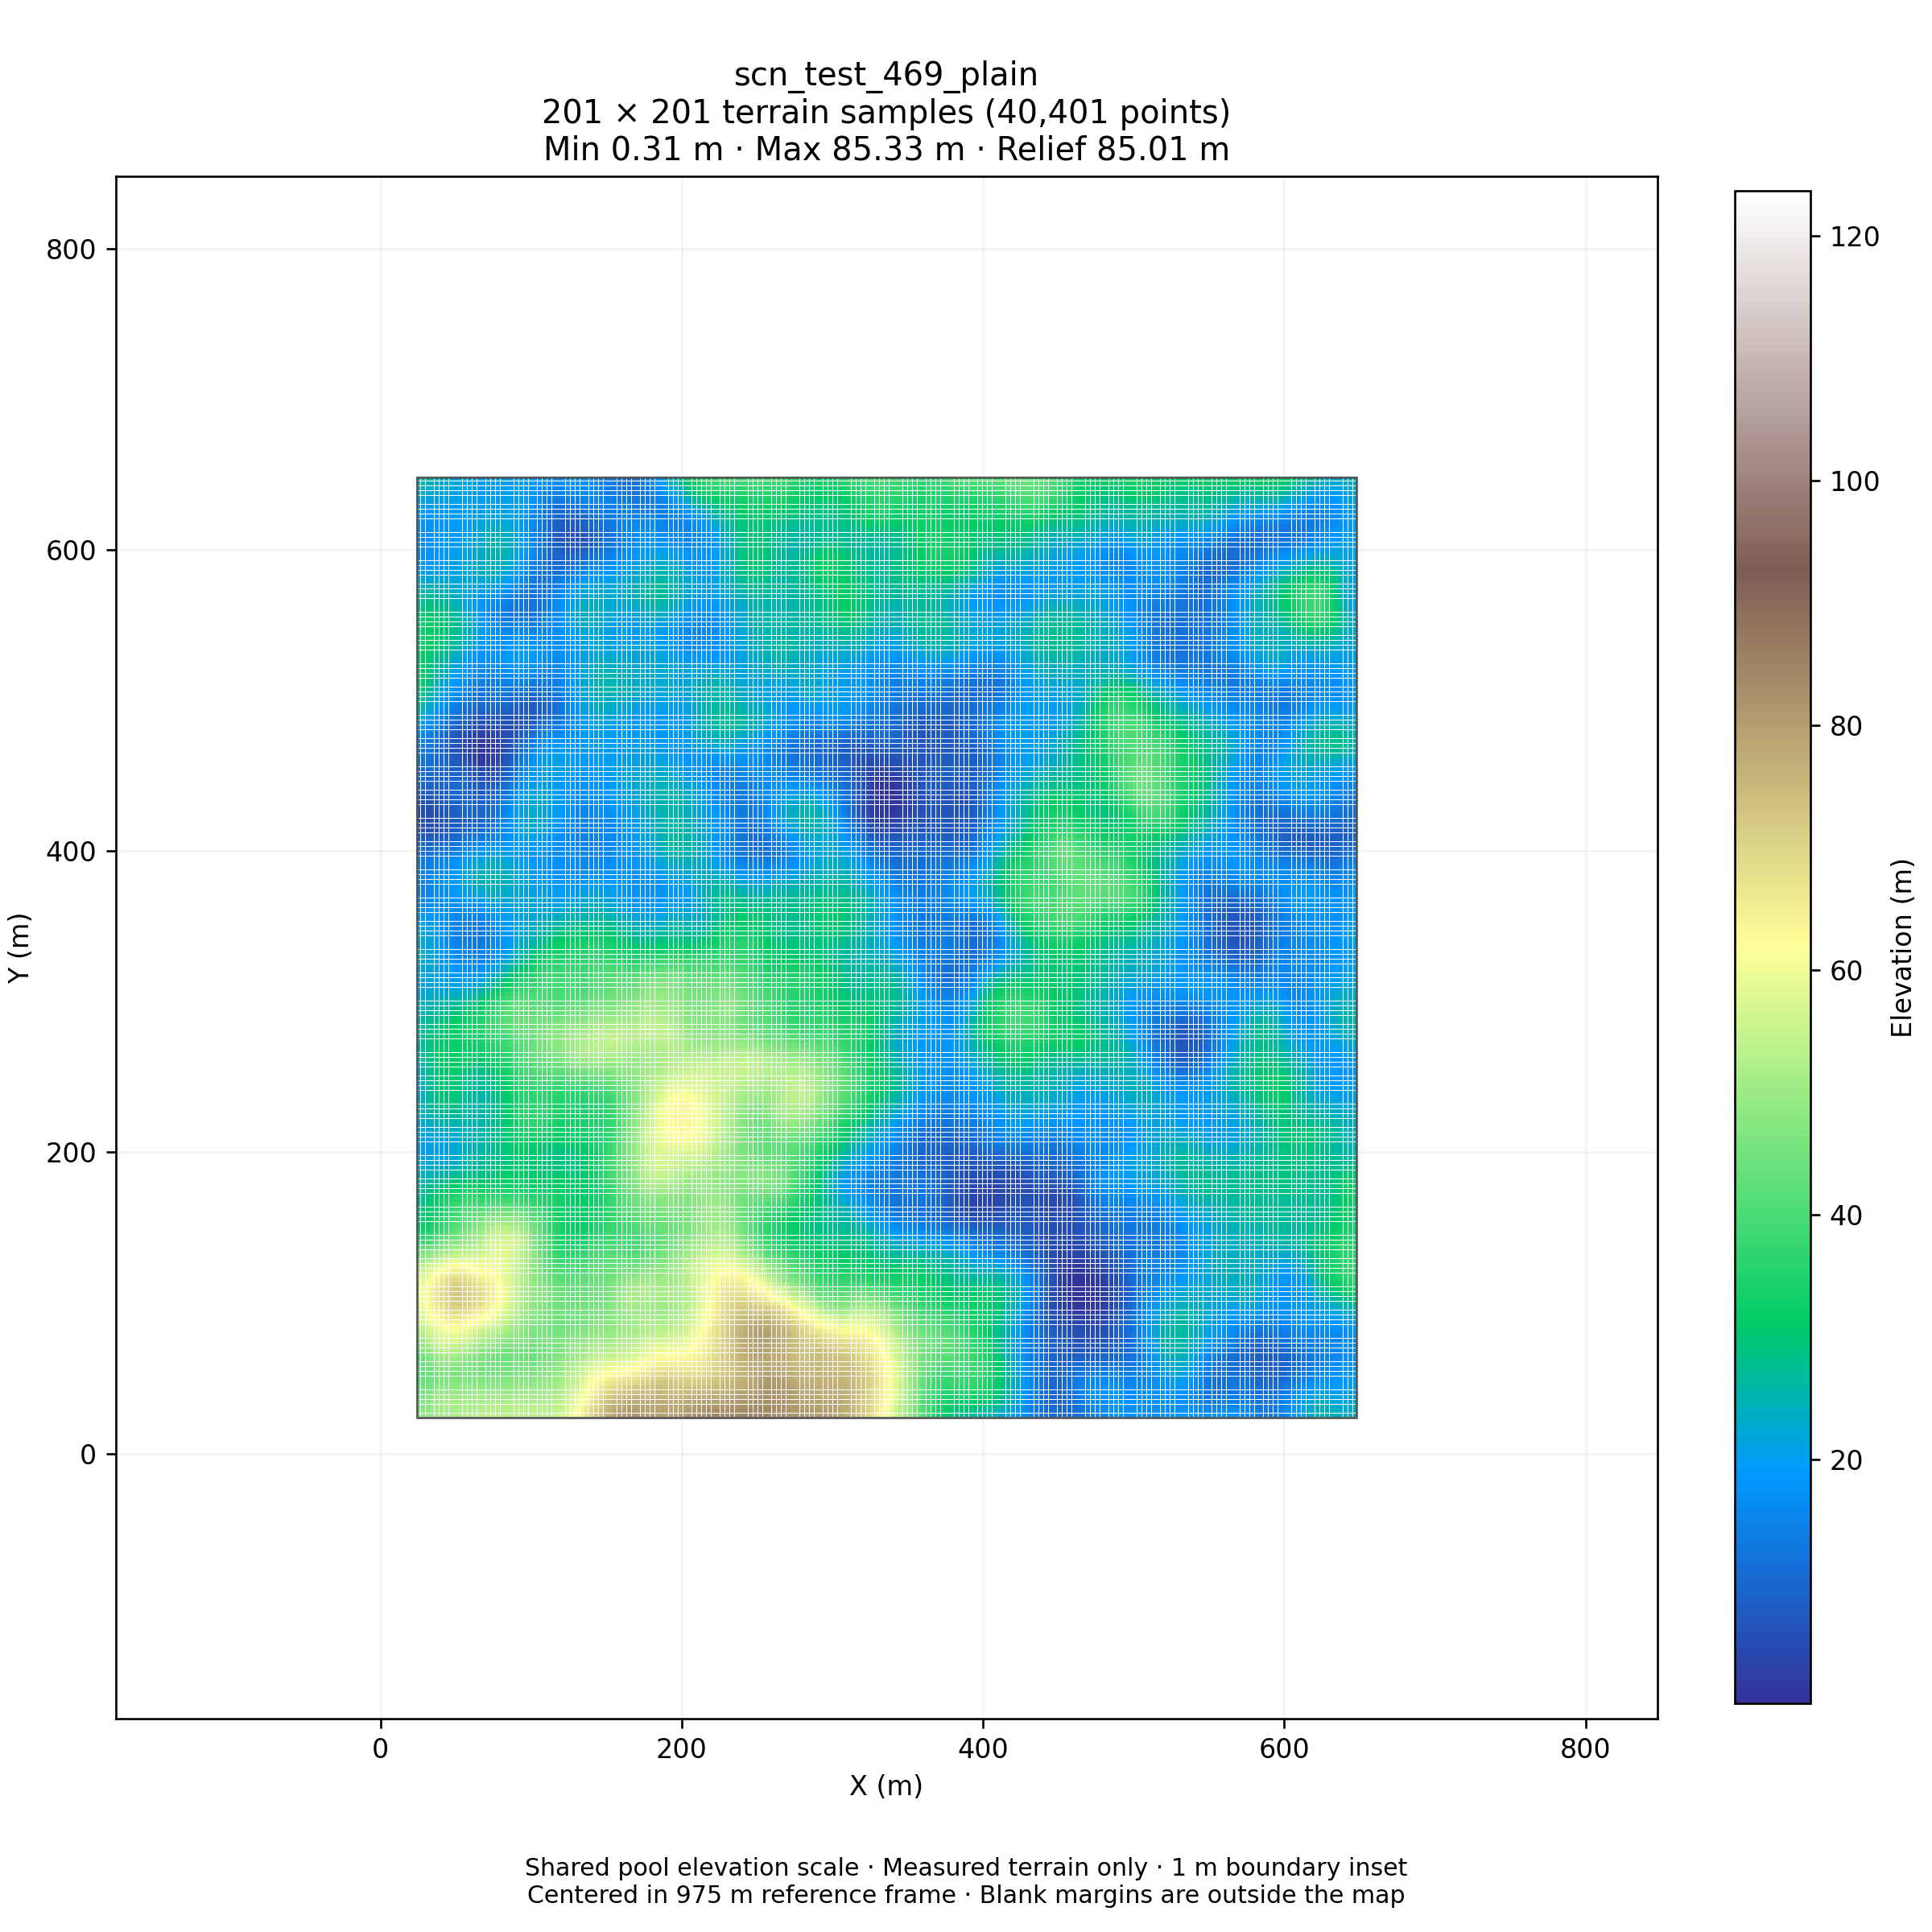 scn_test_469_plain
201 × 201 terrain samples (40,401 points)
Min 0.31 m · Max 85.33 m · Relief 85.01 m
800
600
400
200
0
Y (m)
0
200
400
600
800
X (m)
120
100
80
60
40
20
Elevation (m)
Shared pool elevation scale · Measured terrain only · 1 m boundary inset
Centered in 975 m reference frame · Blank margins are outside the map